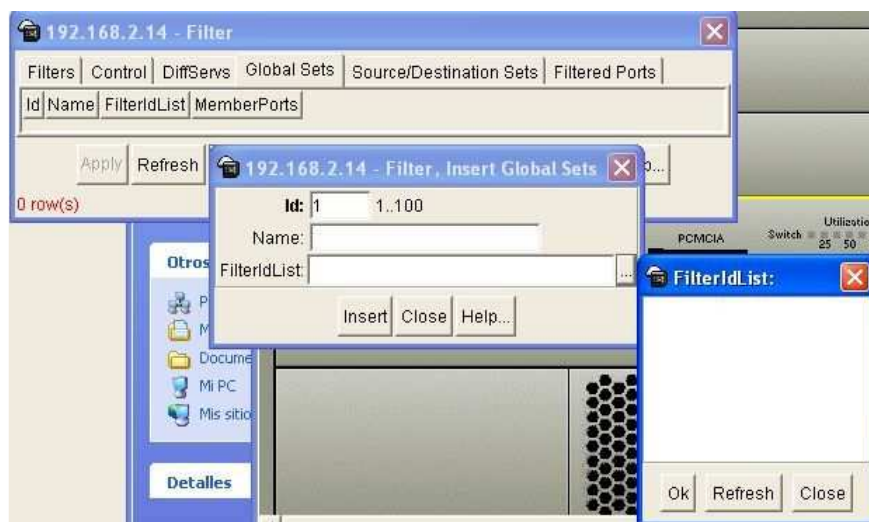 192.168.2.14 - Filter
Filters Control DiffServs Global Sets Source/Destination Sets Filtered Ports
Id Name FilterIdList MemberPorts
Apply Refresh
0 row(s)
192.168.2.14 - Filter, Insert Global Sets
Id: 1 1..100
Name:
FilterIdList: ...
Insert Close Help...
PCMCIA
Switch
25 50
FilterIdList:
Ok Refresh Close
Otros
P
M
Docume
Mi PC
Mis sitio
Detalles